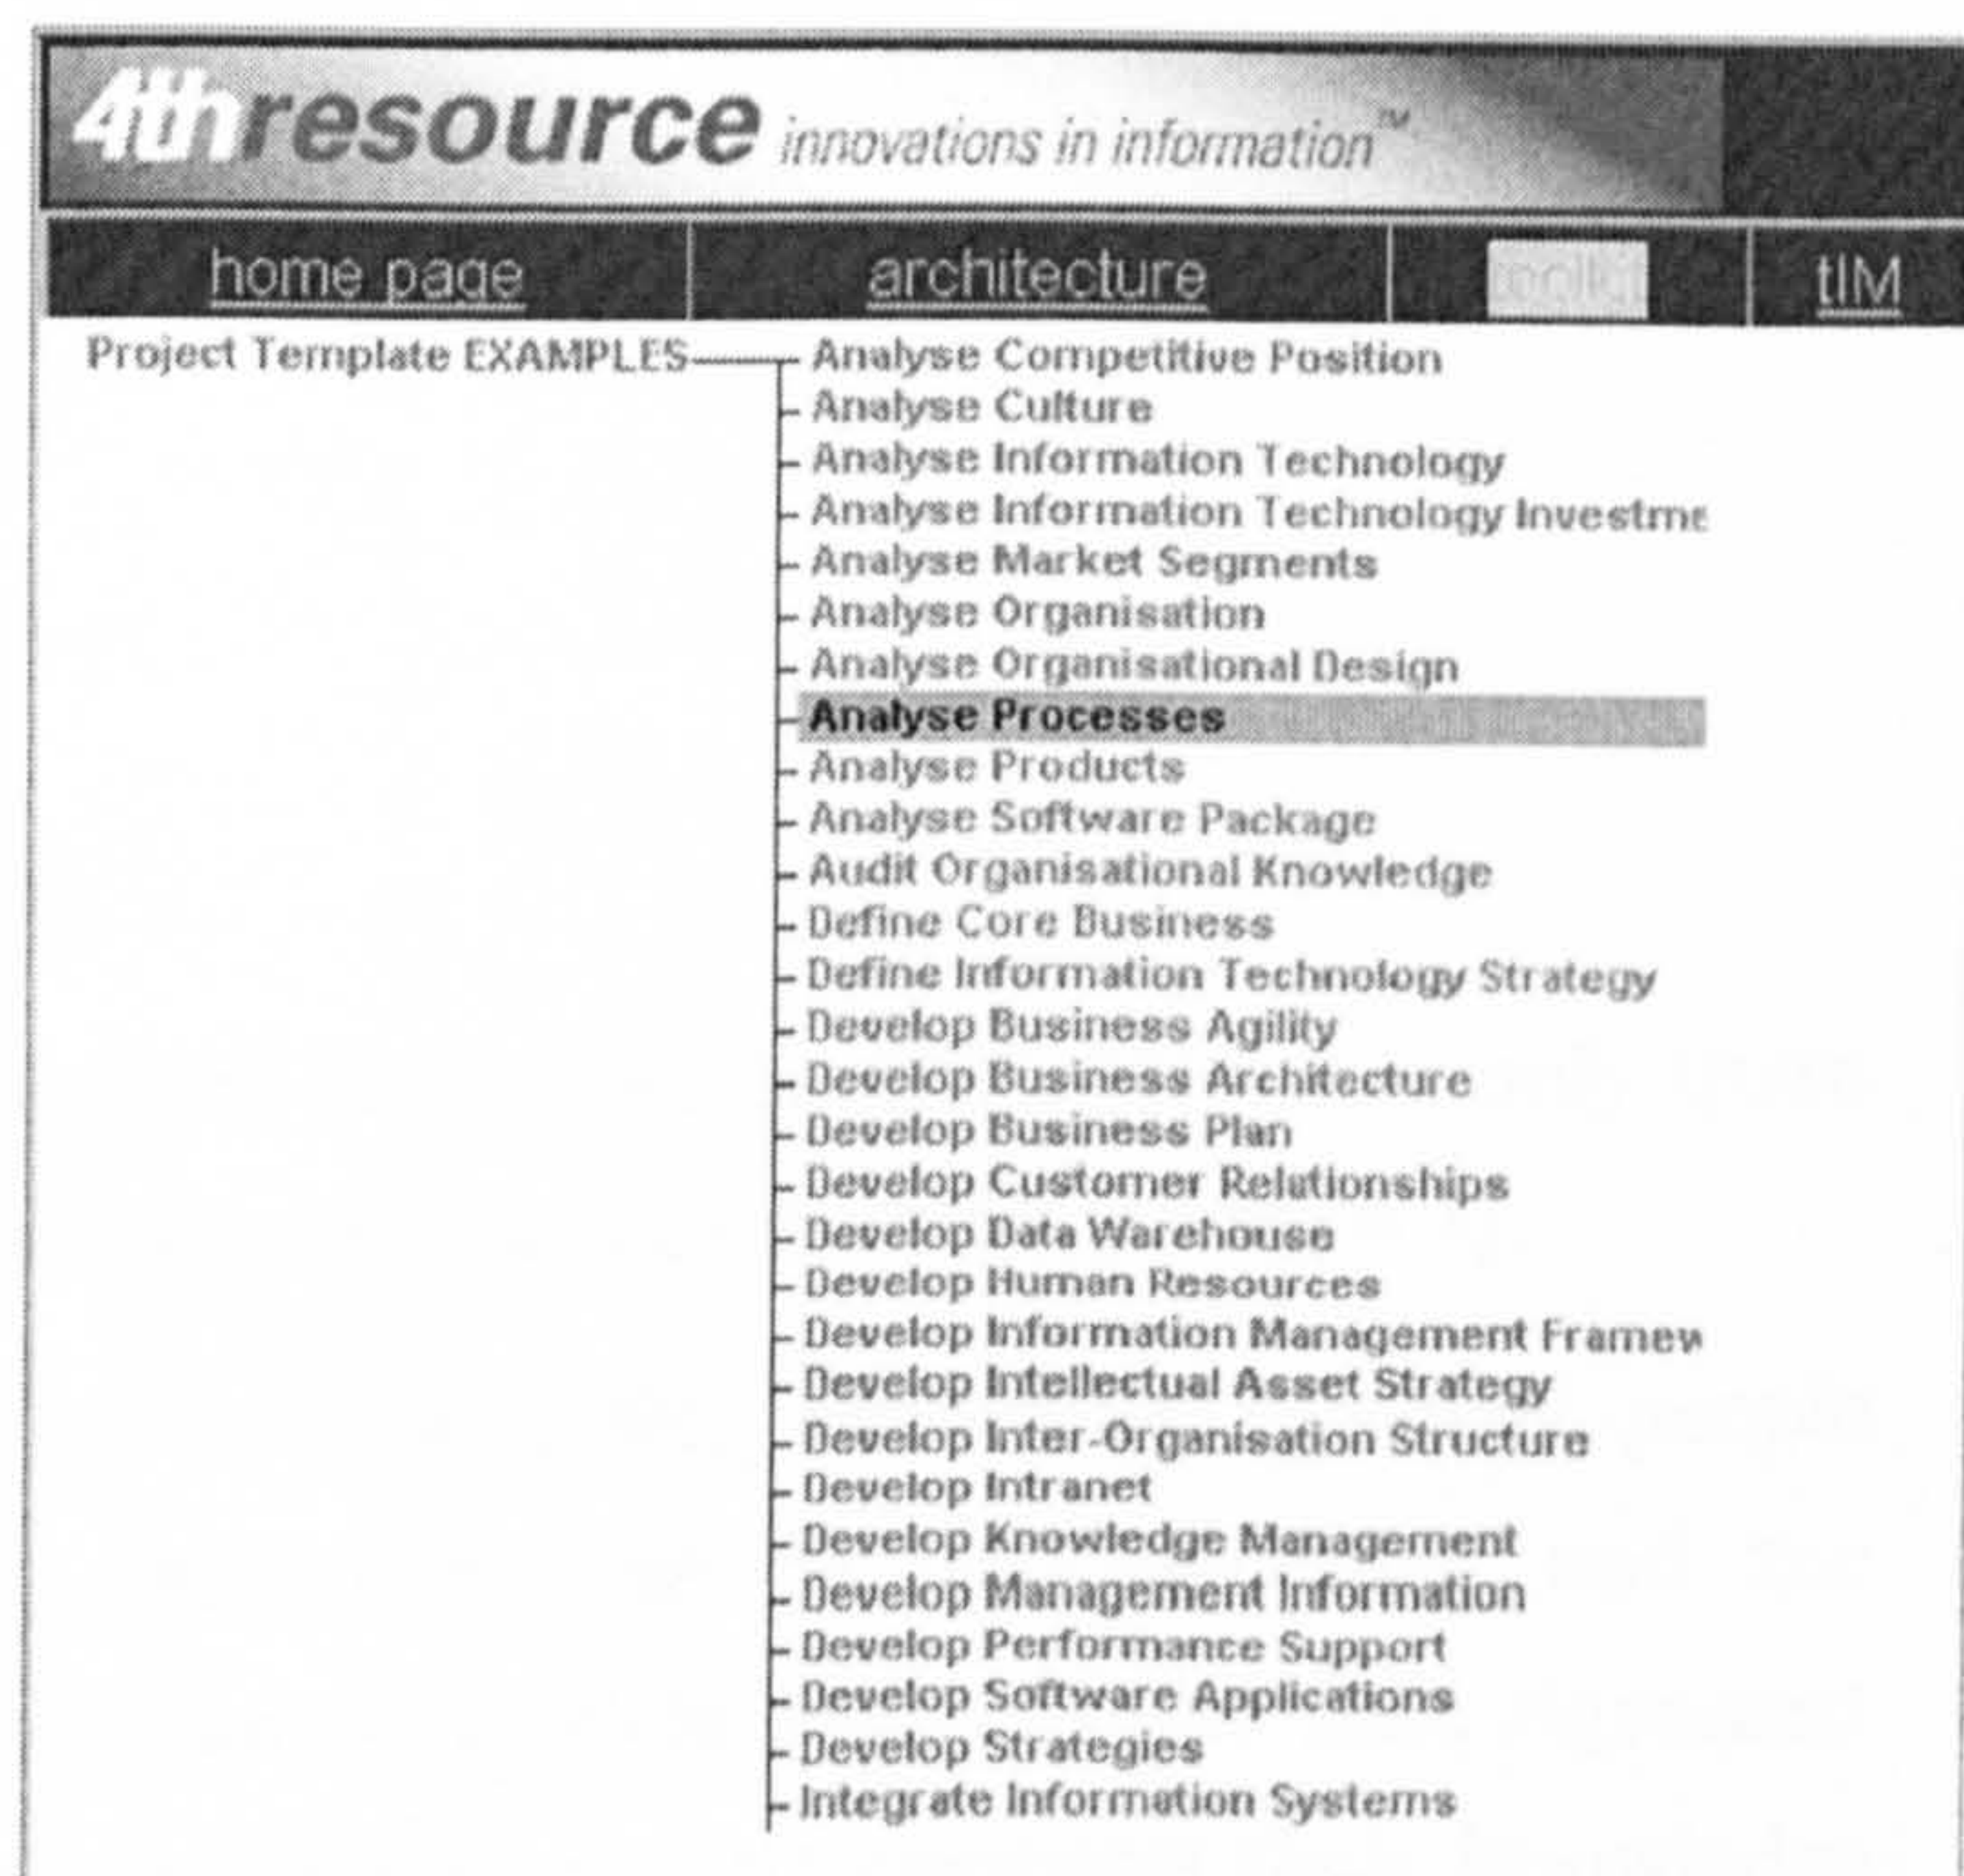 4thresource innovations in information™
home page architecture tIM
Project Template EXAMPLES Analyse Competitive Position
Analyse Culture
Analyse Information Technology
Analyse Information Technology Investme
Analyse Market Segments
Analyse Organisation
Analyse Organisational Design
Analyse Processes
Analyse Products
Analyse Software Package
Audit Organisational Knowledge
Define Core Business
Define Information Technology Strategy
Develop Business Agility
Develop Business Architecture
Develop Business Plan
Develop Customer Relationships
Develop Data Warehouse
Develop Human Resources
Develop Information Management Framew
Develop Intellectual Asset Strategy
Develop Inter-Organisation Structure
Develop Intranet
Develop Knowledge Management
Develop Management Information
Develop Performance Support
Develop Software Applications
Develop Strategies
Integrate Information Systems